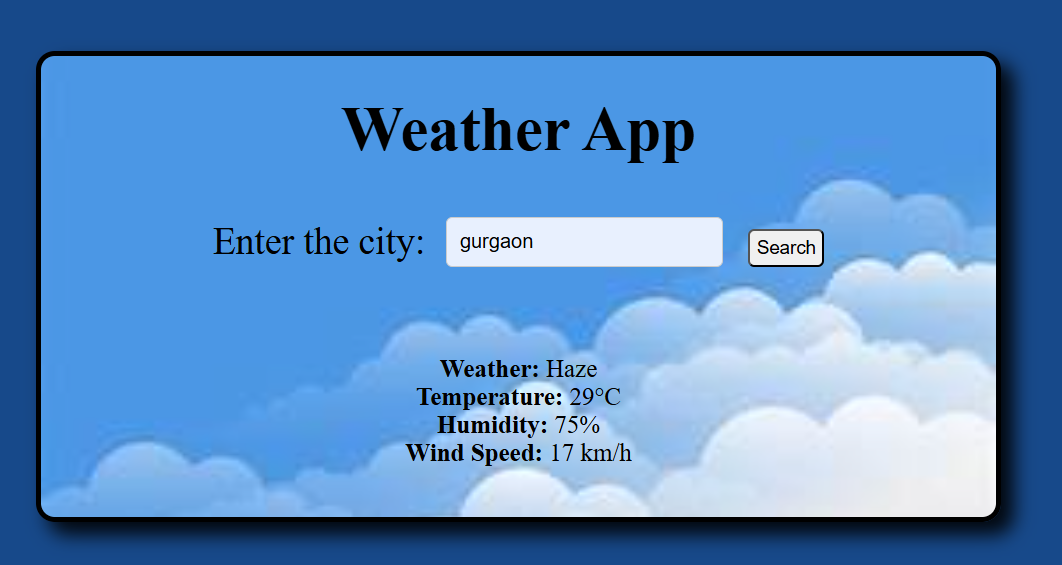 Weather App
Enter the city: gurgaon Search
Weather: Haze
Temperature: 29°C
Humidity: 75%
Wind Speed: 17 km/h